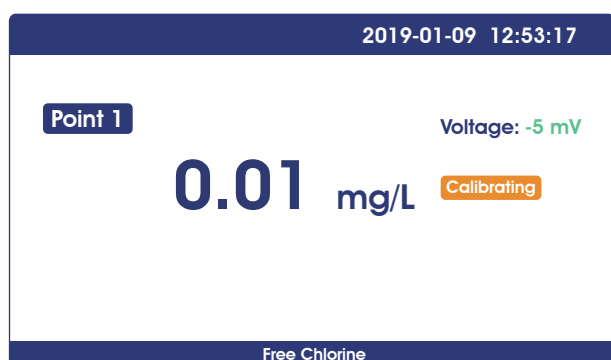 2019-01-09 12:53:17
Point 1
Voltage: -5 mV
0.01 mg/L
Calibrating
Free Chlorine